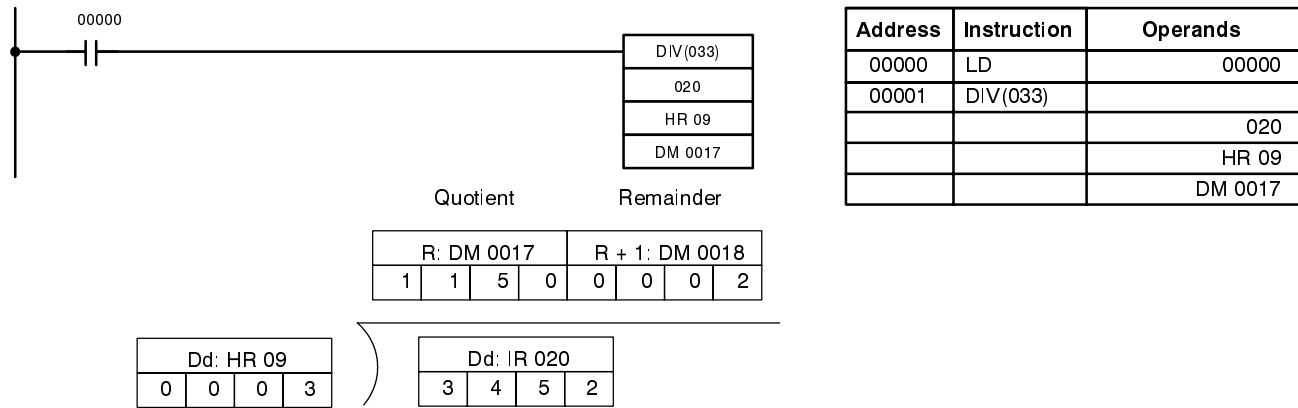 00000
DIV(033)
020
HR 09
DM 0017
Address Instruction Operands
00000 LD 00000
00001 DIV(033)
020
HR 09
DM 0017
Quotient Remainder
R: DM 0017 R + 1: DM 0018
1 1 5 0 0 0 0 2
Dd: HR 09 Dd: IR 020
0 0 0 3 3 4 5 2